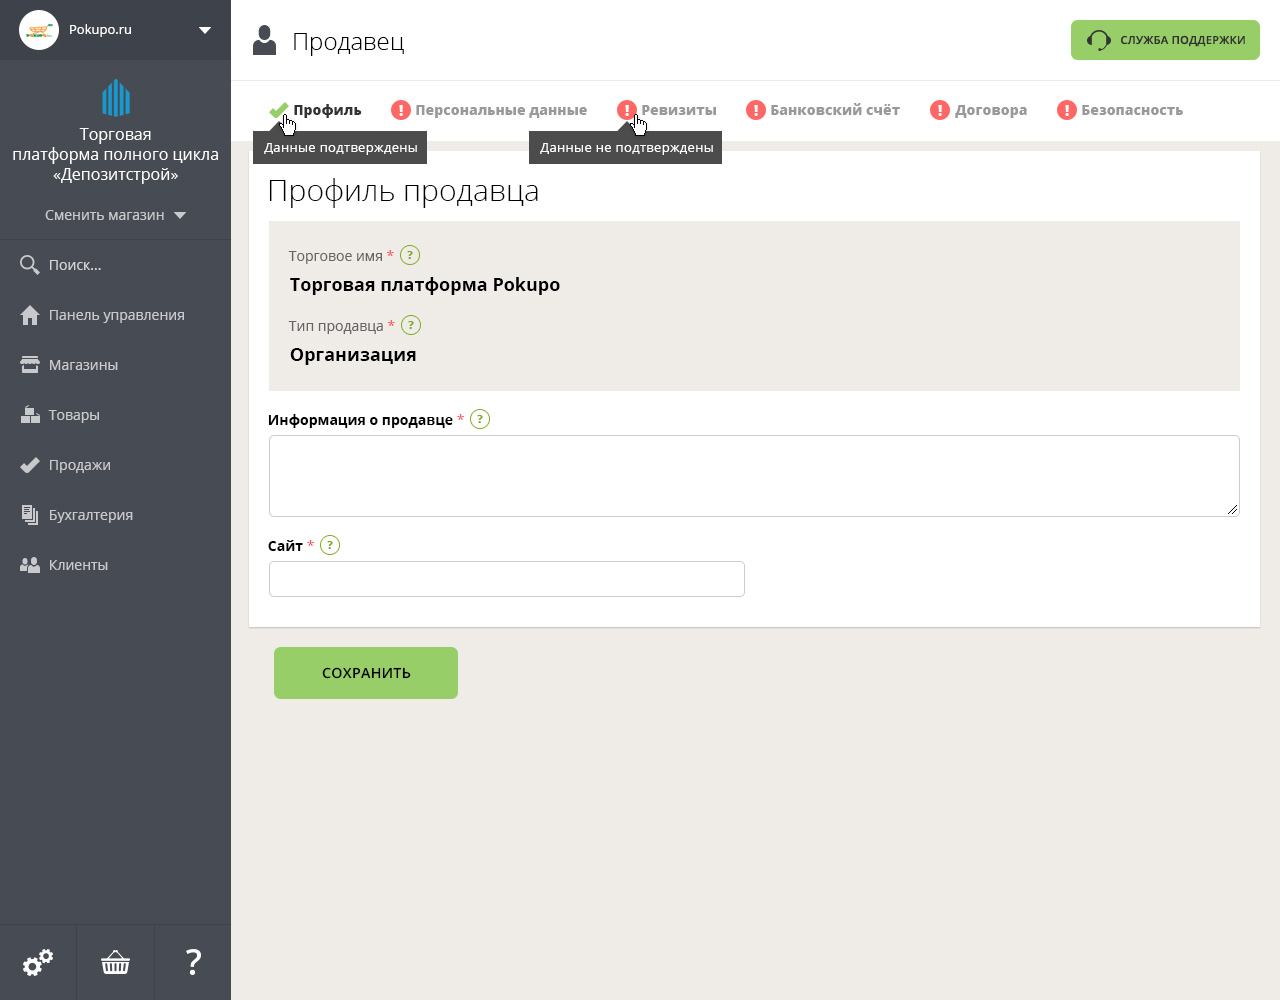 Pokupo.ru
Торговая
платформа полного цикла
«Депозитстрой»
Сменить магазин
Поиск...
Панель управления
Магазины
Товары
Продажи
Бухгалтерия
Клиенты
?
Продавец
СЛУЖБА ПОДДЕРЖКИ
Профиль
! Персональные данные
! Ревизиты
! Банковский счёт
! Договора
! Безопасность
Данные подтверждены
Данные не подтверждены
Профиль продавца
Торговое имя * ?
Торговая платформа Pokupo
Тип продавца * ?
Организация
Информация о продавце * ?
Сайт * ?
СОХРАНИТЬ